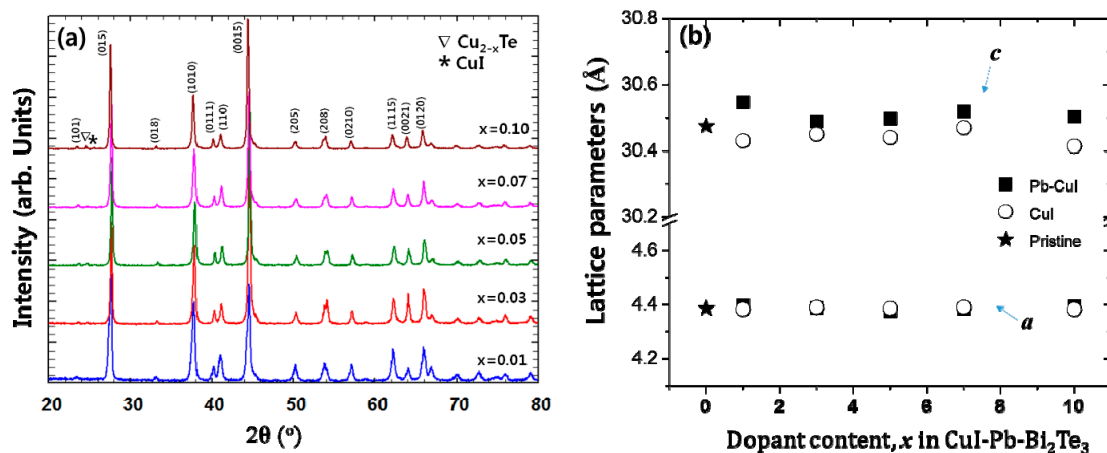 (a)
▽ Cu2-xTe
* CuI
(101)
(015)
(018)
(1010)
(0111)
(110)
(0015)
(205)
(208)
(0210)
(1115)
(0021)
(0120)
x=0.10
x=0.07
x=0.05
x=0.03
x=0.01
Intensity (arb. Units)
20 30 40 50 60 70 80
2θ (°)
(b)
30.8
30.6
30.4
30.2
4.6
4.4
4.2
Lattice parameters (Å)
c
■ Pb-CuI
○ CuI
★ Pristine
a
0 2 4 6 8 10
Dopant content, x in CuI-Pb-Bi2Te3